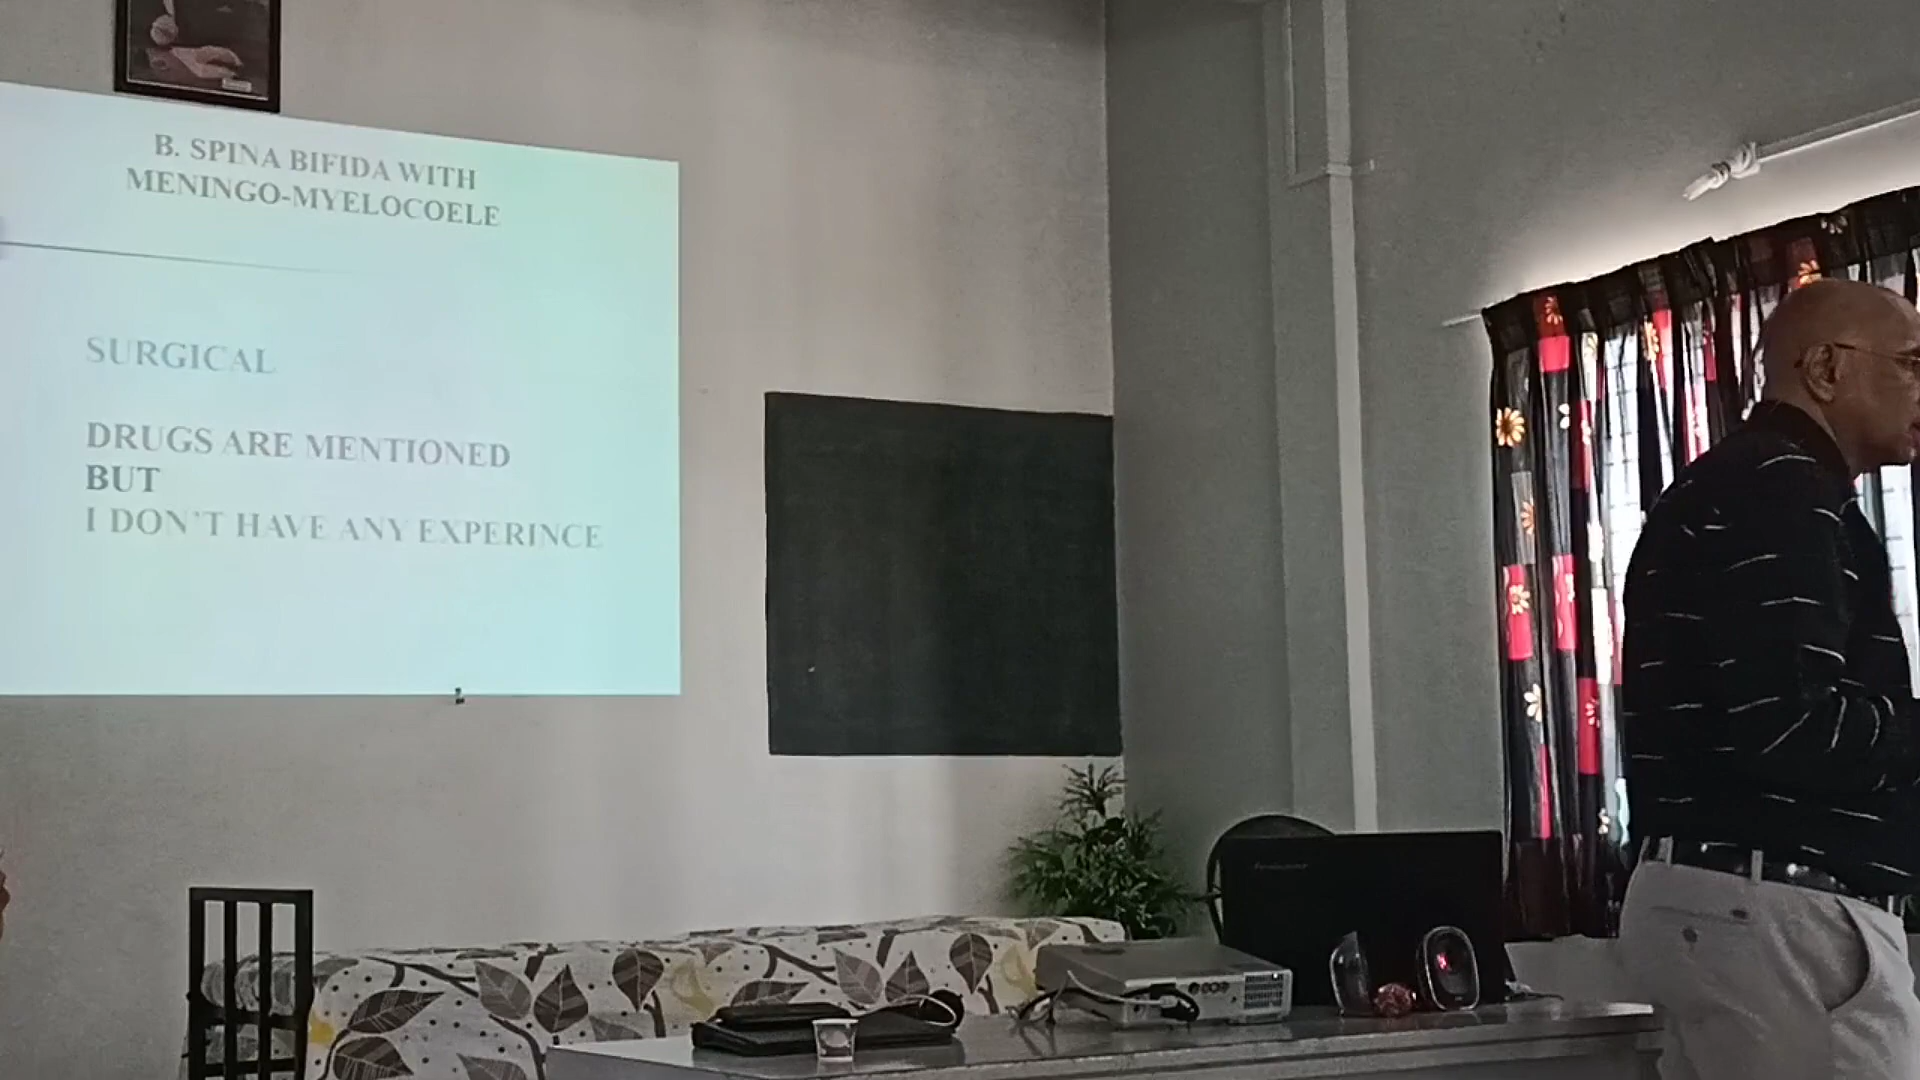 B. SPINA BIFIDA WITH
MENINGO-MYELOCOELE
SURGICAL
DRUGS ARE MENTIONED
BUT
I DON'T HAVE ANY EXPERINCE